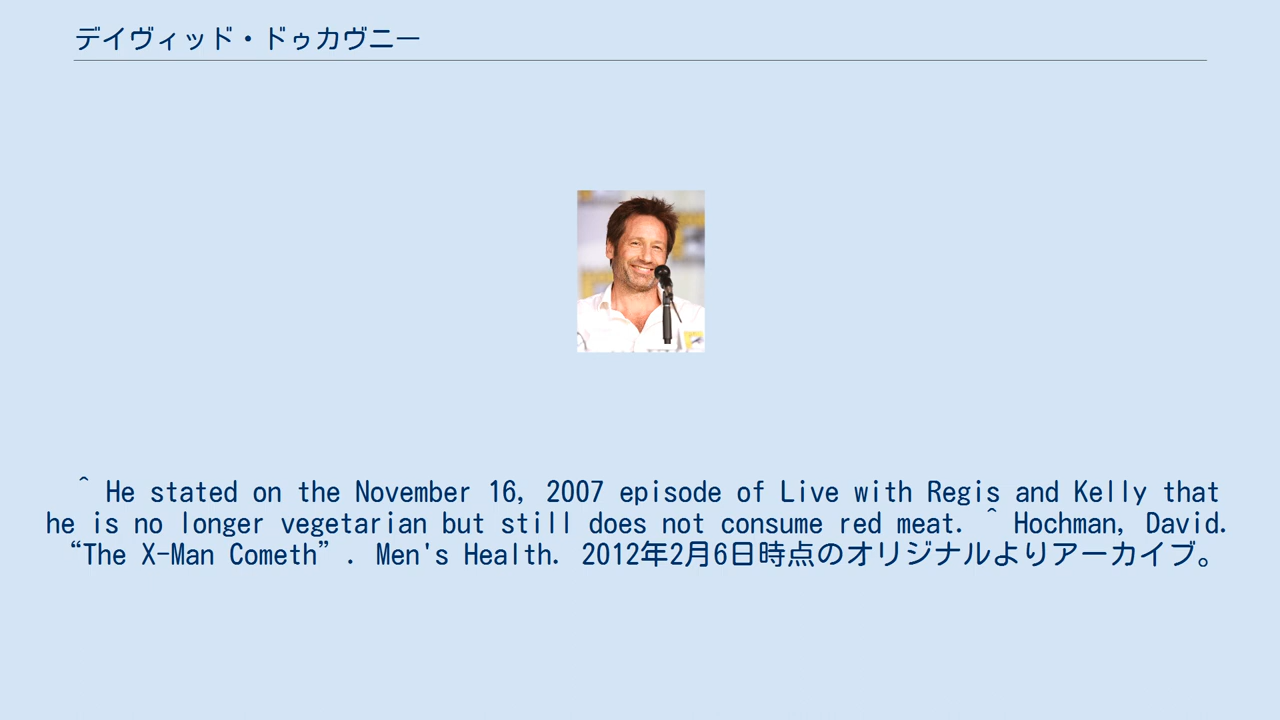 デイヴィッド・ドゥカヴニー
^ He stated on the November 16, 2007 episode of Live with Regis and Kelly that
he is no longer vegetarian but still does not consume red meat. ^ Hochman, David.
“The X-Man Cometh”. Men's Health. 2012年2月6日時点のオリジナルよりアーカイブ。